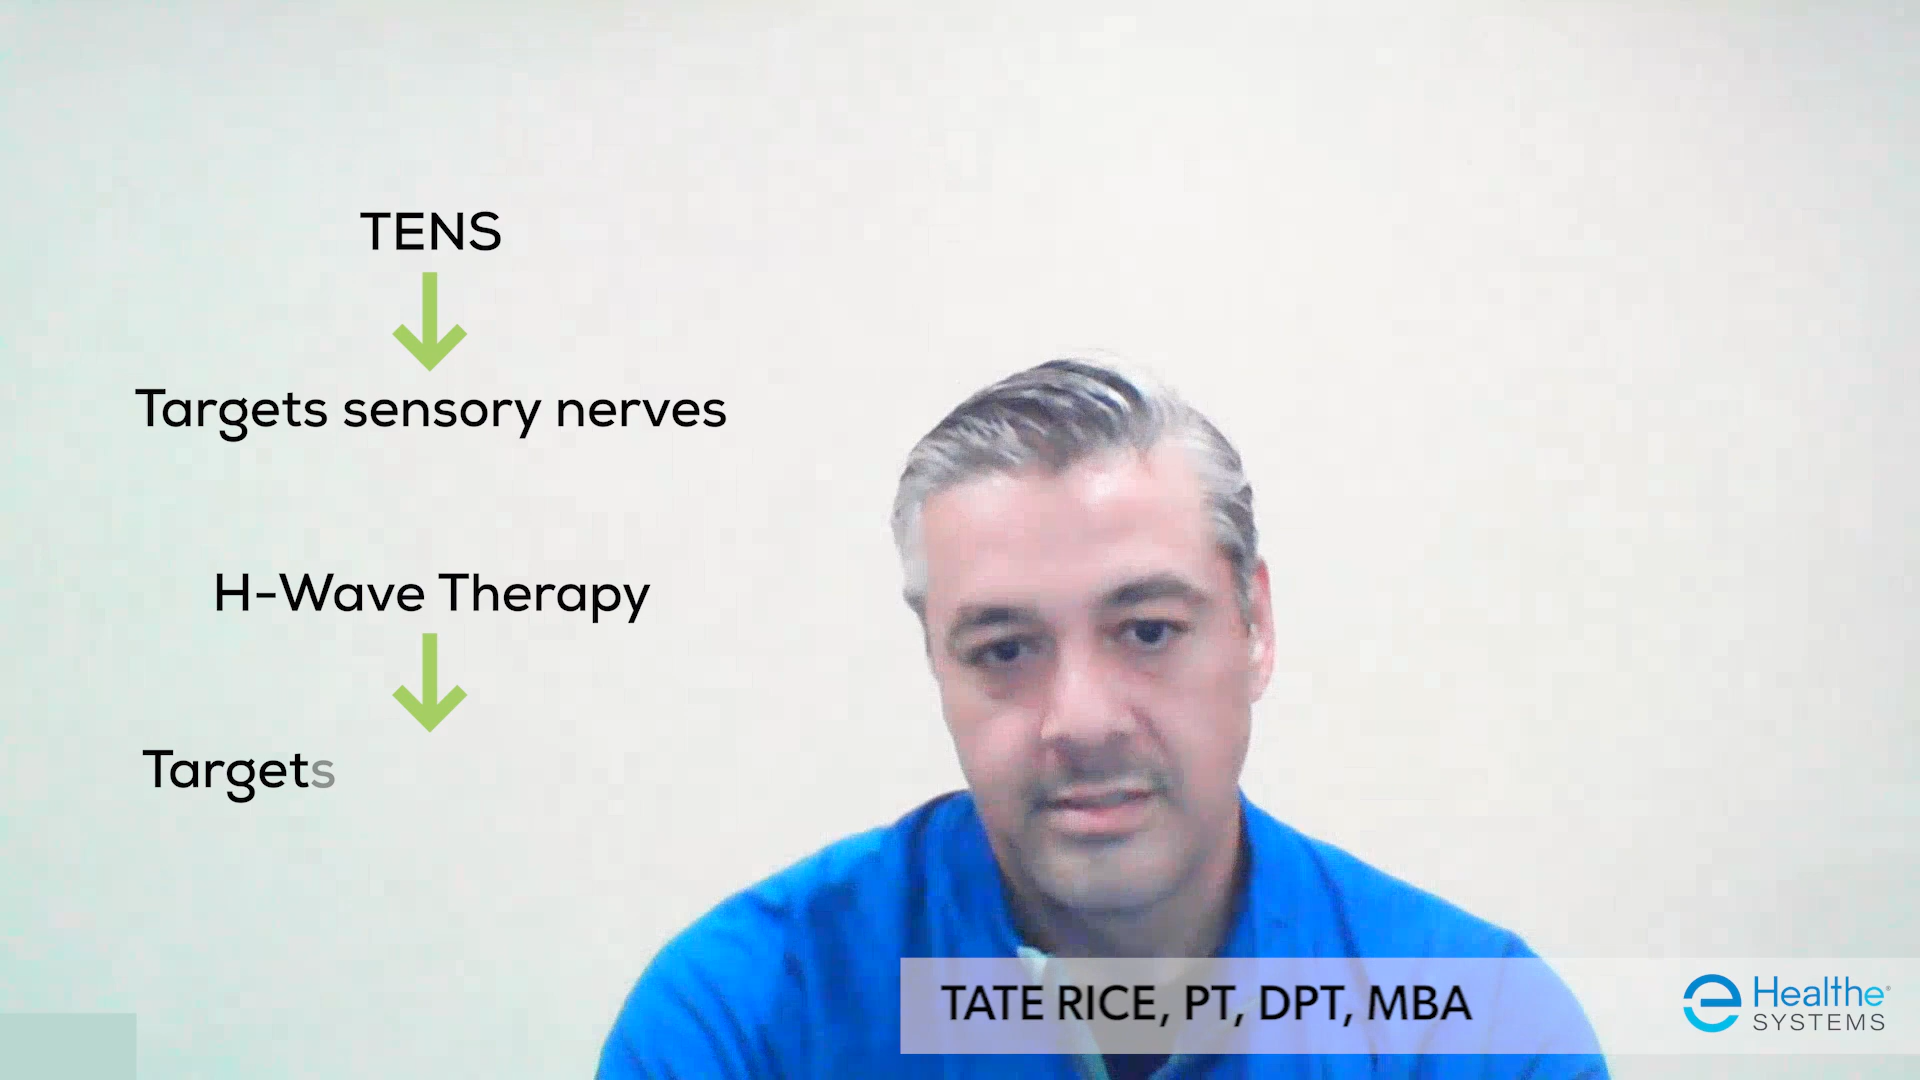 TENS
Targets sensory nerves
H-Wave Therapy
Targets
TATE RICE, PT, DPT, MBA
e Healthe®
SYSTEMS